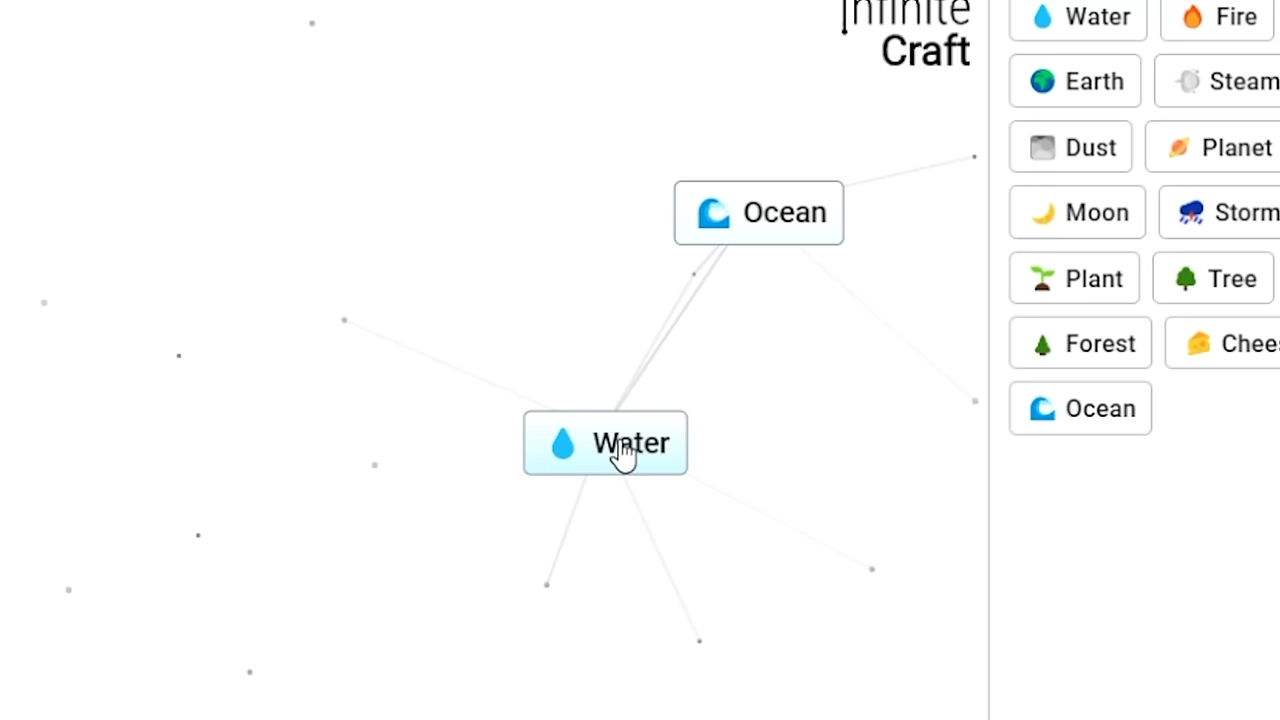 Infinite
Craft
Water Fire
Earth Steam
Dust Planet
Moon Storm
Plant Tree
Forest
Ocean
Ocean
Water